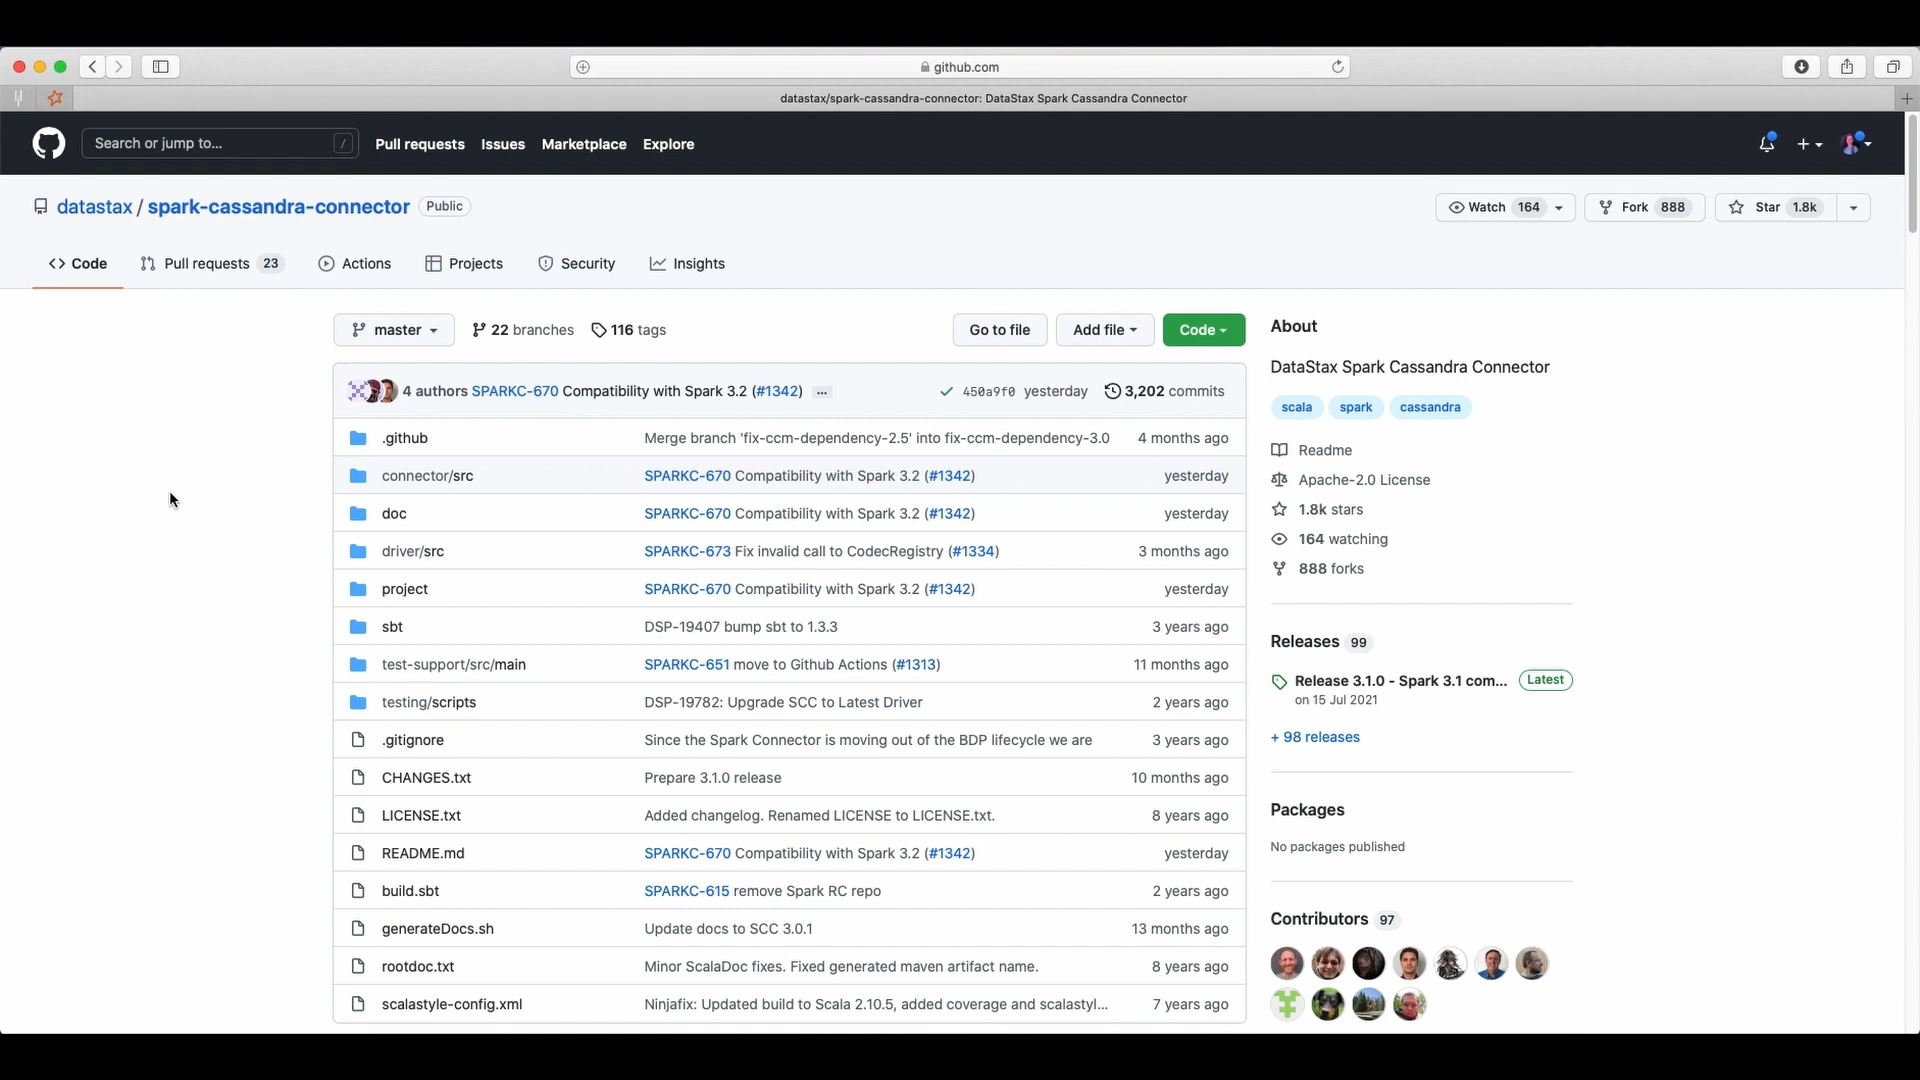 github.com
datastax/spark-cassandra-connector: DataStax Spark Cassandra Connector
Search or jump to... / Pull requests Issues Marketplace Explore
datastax / spark-cassandra-connector Public Watch 164 Fork 888 Star 1.8k
Code Pull requests 23 Actions Projects Security Insights
master 22 branches 116 tags Go to file Add file Code
4 authors SPARKC-670 Compatibility with Spark 3.2 (#1342) ... 450a9f0 yesterday 3,202 commits
.github Merge branch 'fix-ccm-dependency-2.5' into fix-ccm-dependency-3.0 4 months ago
connector/src SPARKC-670 Compatibility with Spark 3.2 (#1342) yesterday
doc SPARKC-670 Compatibility with Spark 3.2 (#1342) yesterday
driver/src SPARKC-673 Fix invalid call to CodecRegistry (#1334) 3 months ago
project SPARKC-670 Compatibility with Spark 3.2 (#1342) yesterday
sbt DSP-19407 bump sbt to 1.3.3 3 years ago
test-support/src/main SPARKC-651 move to Github Actions (#1313) 11 months ago
testing/scripts DSP-19782: Upgrade SCC to Latest Driver 2 years ago
.gitignore Since the Spark Connector is moving out of the BDP lifecycle we are 3 years ago
CHANGES.txt Prepare 3.1.0 release 10 months ago
LICENSE.txt Added changelog. Renamed LICENSE to LICENSE.txt. 8 years ago
README.md SPARKC-670 Compatibility with Spark 3.2 (#1342) yesterday
build.sbt SPARKC-615 remove Spark RC repo 2 years ago
generateDocs.sh Update docs to SCC 3.0.1 13 months ago
rootdoc.txt Minor ScalaDoc fixes. Fixed generated maven artifact name. 8 years ago
scalastyle-config.xml Ninjafix: Updated build to Scala 2.10.5, added coverage and scalastyl... 7 years ago
About
DataStax Spark Cassandra Connector
scala spark cassandra
Readme
Apache-2.0 License
1.8k stars
164 watching
888 forks
Releases 99
Release 3.1.0 - Spark 3.1 com... Latest
on 15 Jul 2021
+ 98 releases
Packages
No packages published
Contributors 97